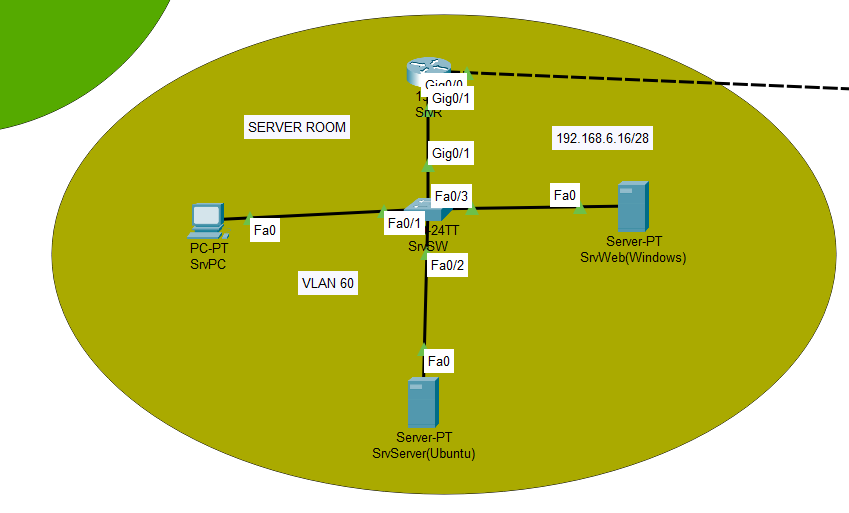 Gig0/0
Gig0/1
SrvR
SERVER ROOM
192.168.6.16/28
Gig0/1
Fa0/3
Fa0
Fa0/1
Fa0
-24TT
SrvSW
PC-PT
SrvPC
Server-PT
SrvWeb(Windows)
Fa0/2
VLAN 60
Fa0
Server-PT
SrvServer(Ubuntu)